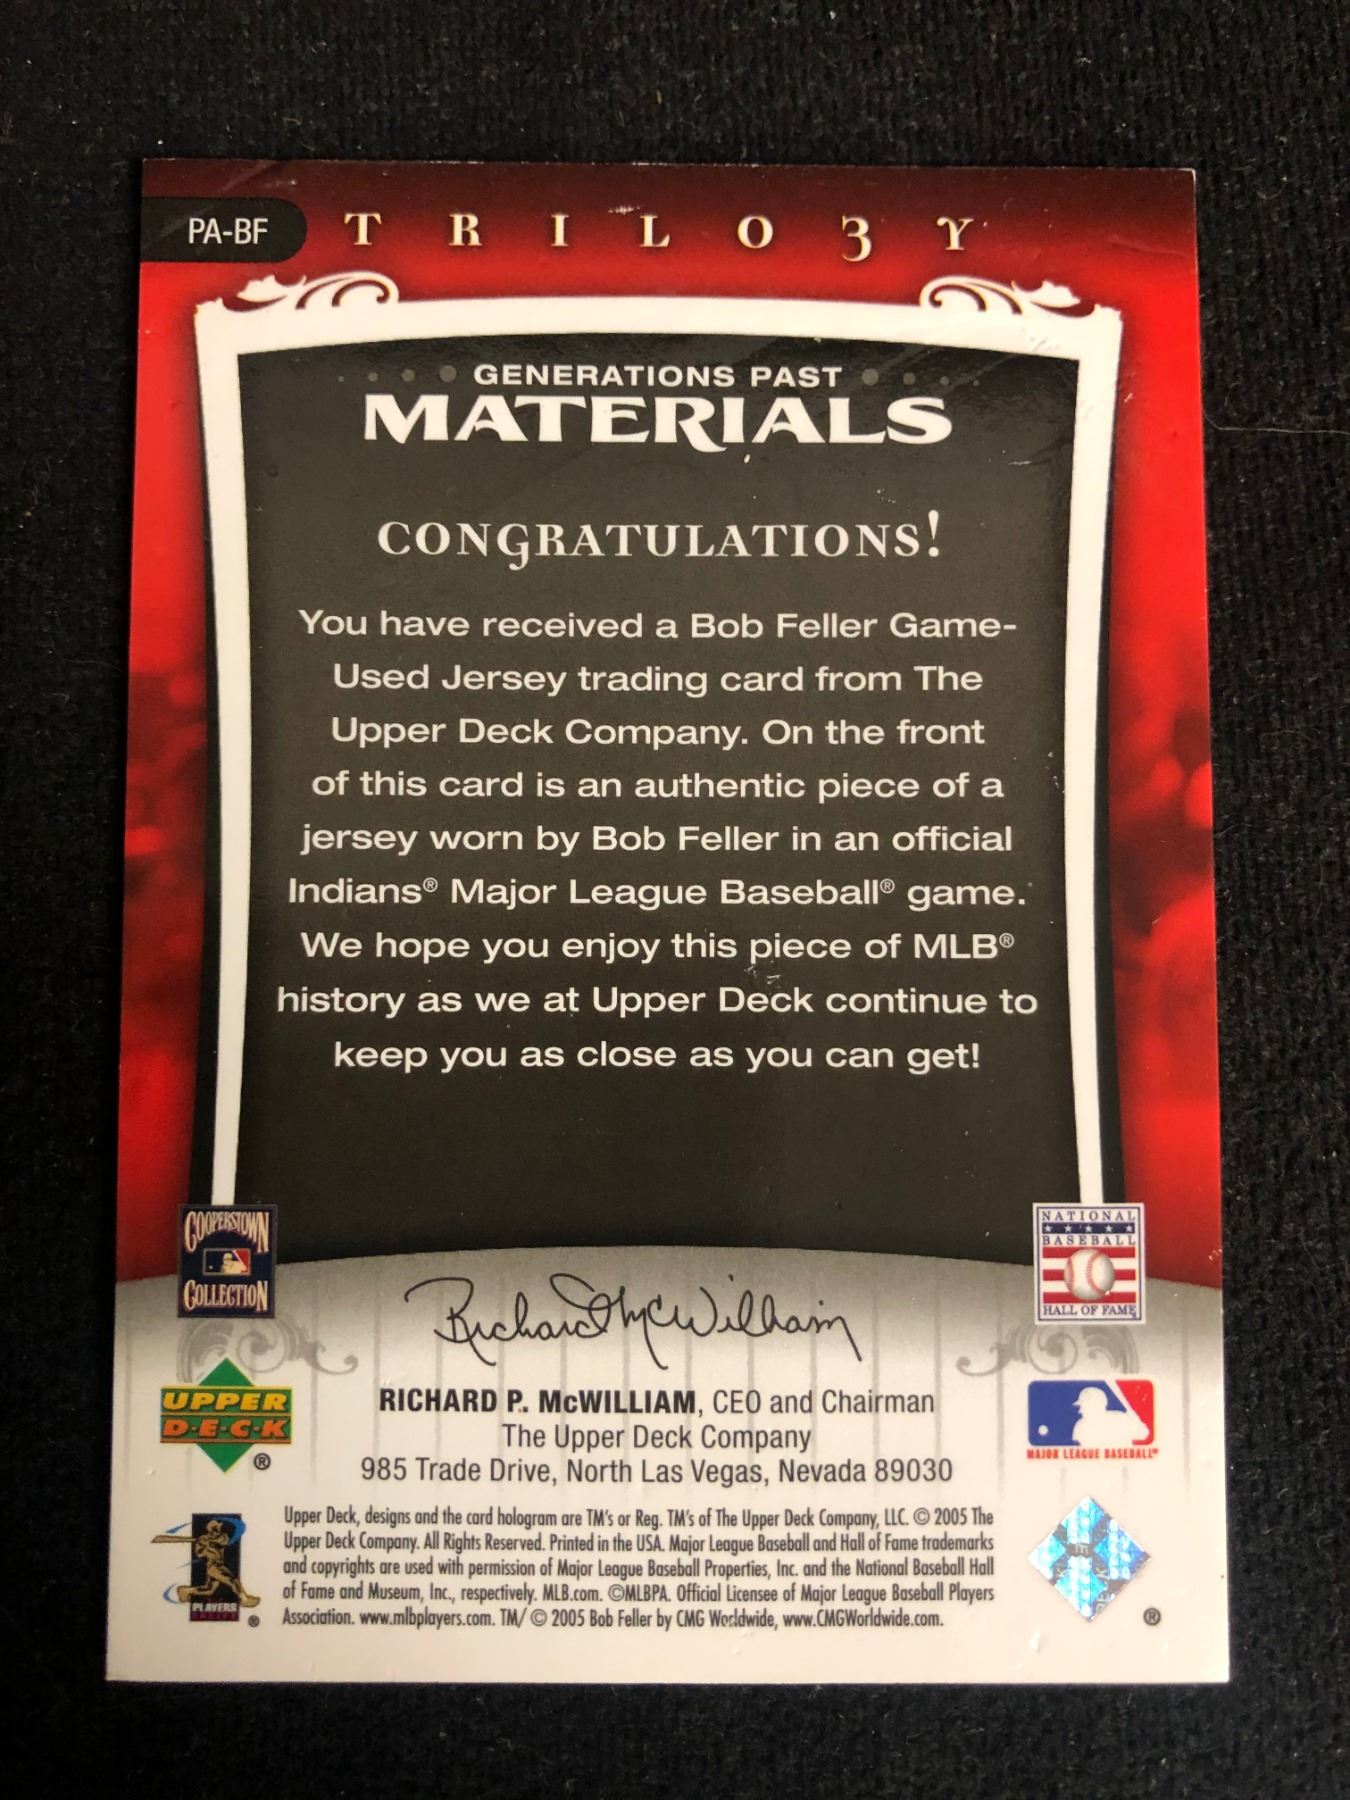 PA-BF
TRILO3Y
GENERATIONS PAST
MATERIALS
CONGRATULATIONS!
You have received a Bob Feller Game-
Used Jersey trading card from The
Upper Deck Company. On the front
of this card is an authentic piece of a
jersey worn by Bob Feller in an official
Indians® Major League Baseball® game.
We hope you enjoy this piece of MLB®
history as we at Upper Deck continue to
keep you as close as you can get!
COOPERSTOWN
COLLECTION
NATIONAL
BASEBALL
HALL OF FAME
Richard McWilliam
UPPER
D·E·C·K
®
RICHARD P. McWILLIAM, CEO and Chairman
The Upper Deck Company
985 Trade Drive, North Las Vegas, Nevada 89030
MAJOR LEAGUE BASEBALL®
Upper Deck, designs and the card hologram are TM's or Reg. TM's of The Upper Deck Company, LLC. © 2005 The
Upper Deck Company. All Rights Reserved. Printed in the USA. Major League Baseball and Hall of Fame trademarks
and copyrights are used with permission of Major League Baseball Properties, Inc. and the National Baseball Hall
of Fame and Museum, Inc., respectively. MLB.com. ©MLBPA. Official Licensee of Major League Baseball Players
Association. www.mlbplayers.com. TM/ © 2005 Bob Feller by CMG Worldwide, www.CMGWorldwide.com.
PLAYERS
®
®